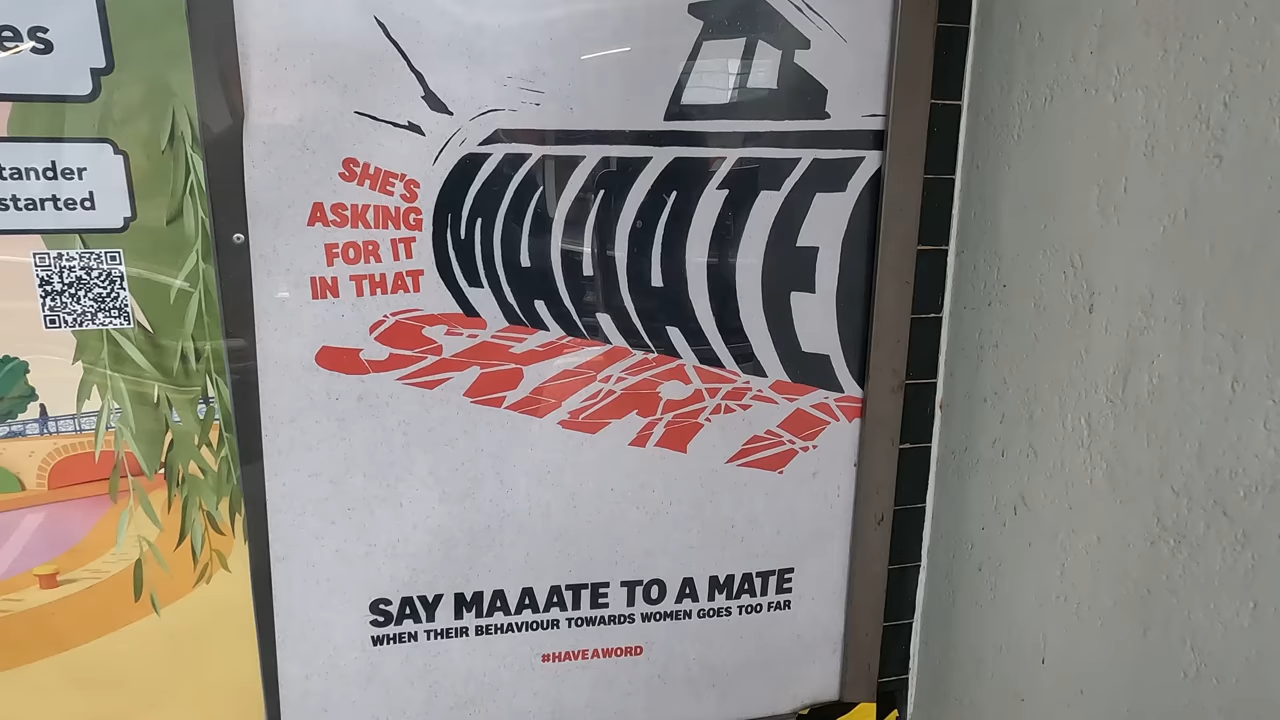 es
tander
started
SHE'S
ASKING
FOR IT
IN THAT
SKIRT
MAAATE
SAY MAAATE TO A MATE
WHEN THEIR BEHAVIOUR TOWARDS WOMEN GOES TOO FAR
#HAVEAWORD